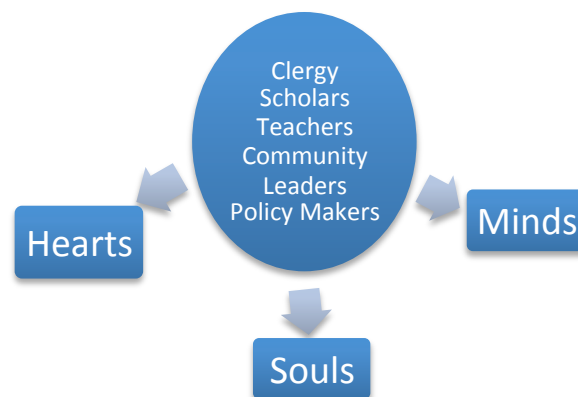 Clergy
Scholars
Teachers
Community
Leaders
Policy Makers
Hearts
Minds
Souls